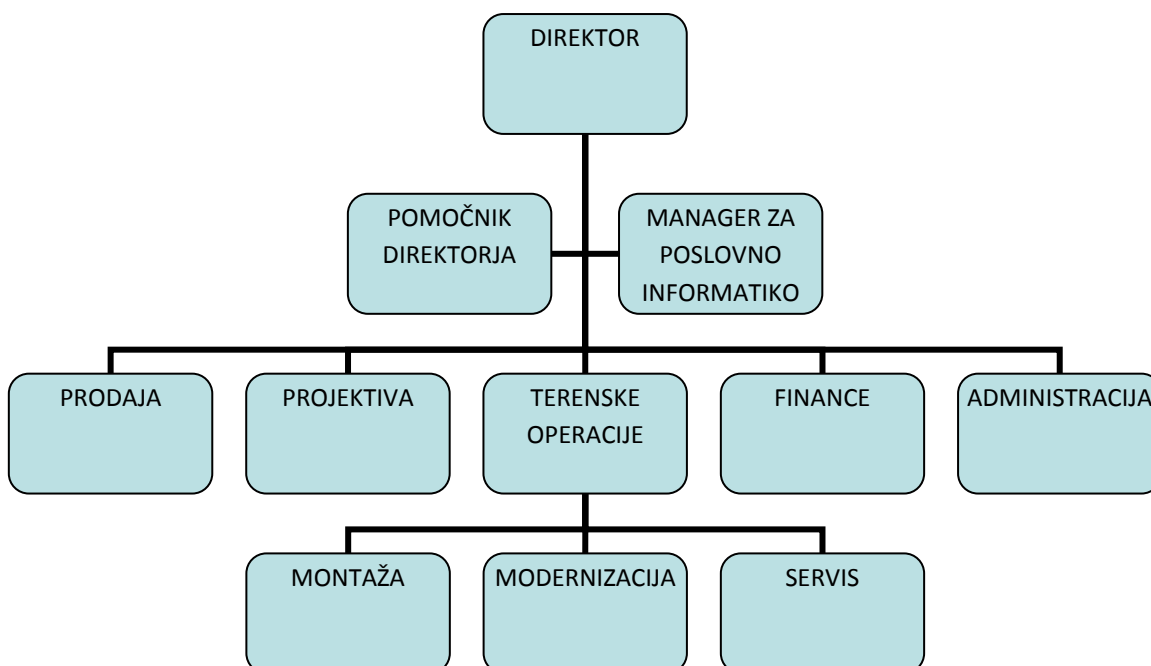 DIREKTOR
POMOČNIK
DIREKTORJA
MANAGER ZA
POSLOVNO
INFORMATIKO
PRODAJA
PROJEKTIVA
TERENSKE
OPERACIJE
FINANCE
ADMINISTRACIJA
MONTAŽA
MODERNIZACIJA
SERVIS